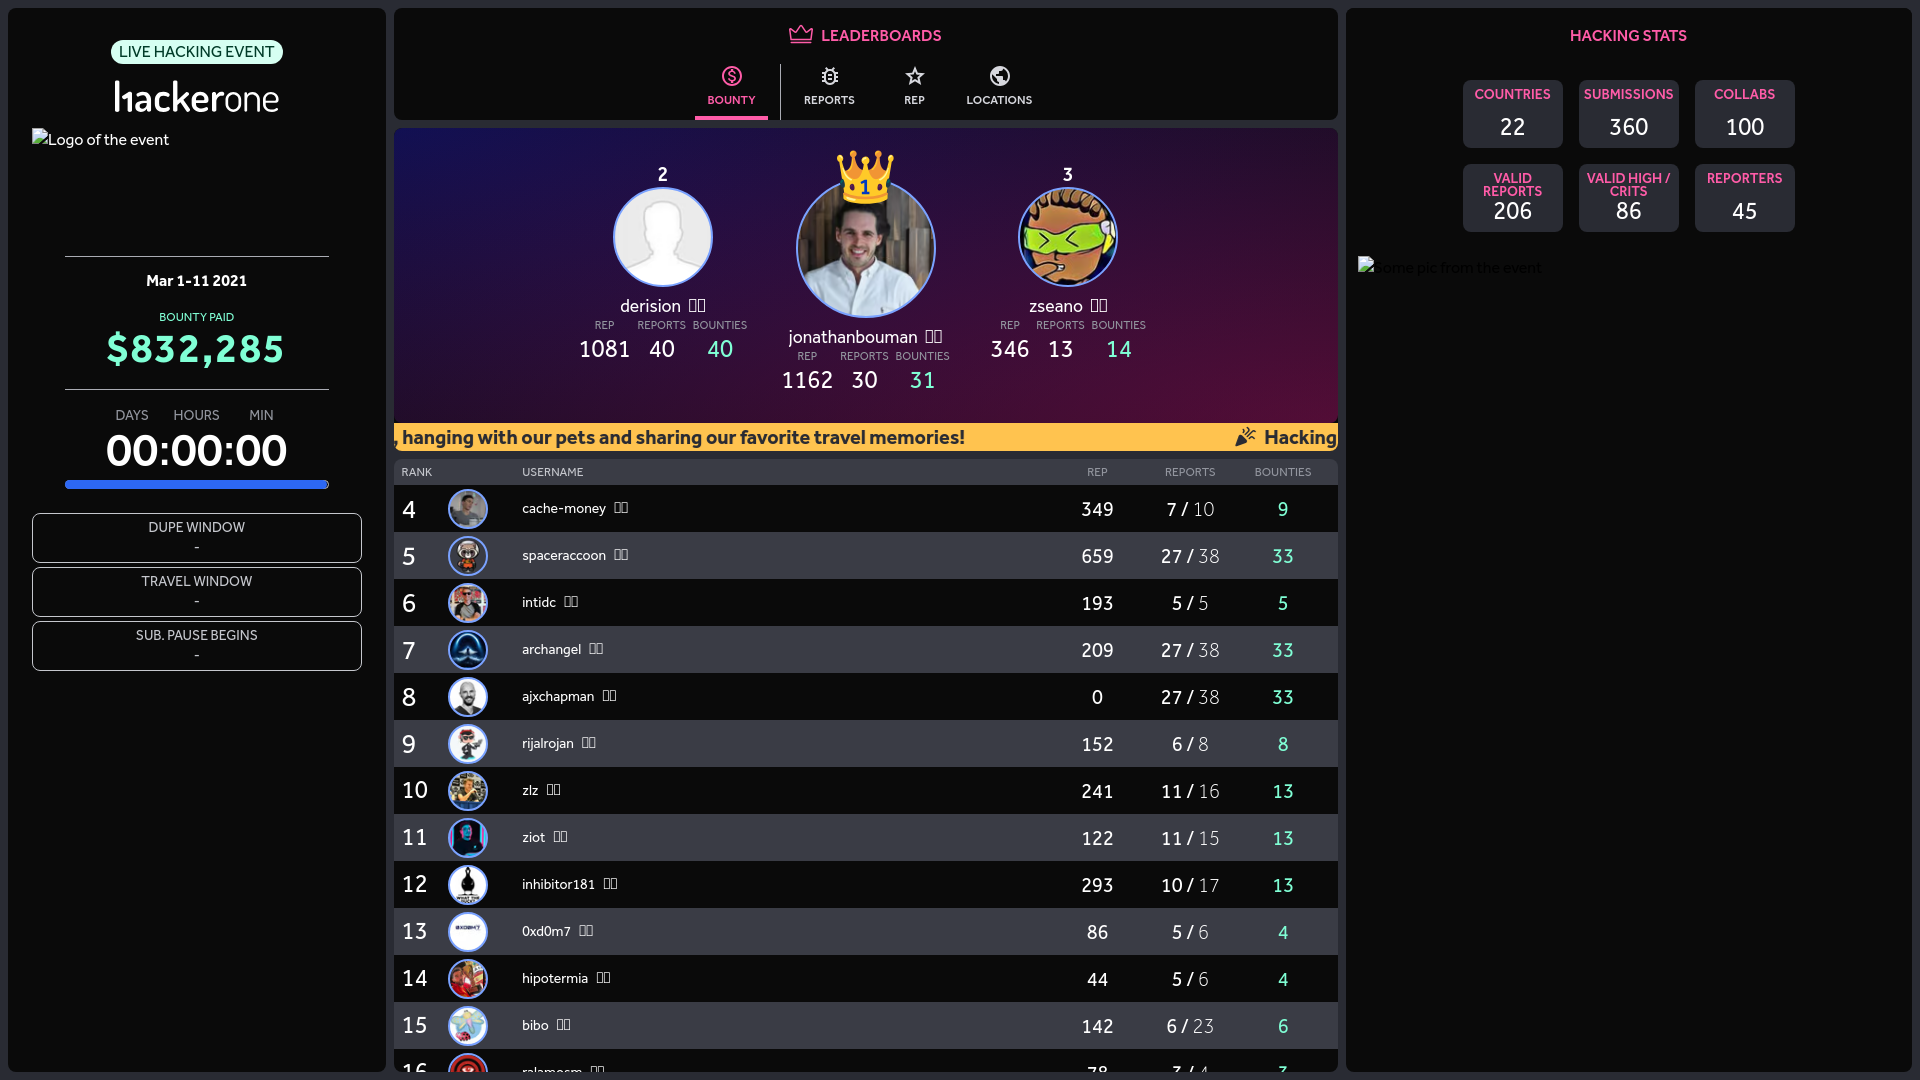 LIVE HACKING EVENT
hackerone
Logo of the event
Mar 1-11 2021
BOUNTY PAID
$832,285
DAYS HOURS MIN
00:00:00
DUPE WINDOW
-
TRAVEL WINDOW
-
SUB. PAUSE BEGINS
-
LEADERBOARDS
BOUNTY REPORTS REP LOCATIONS
2
derision
REP REPORTS BOUNTIES
1081 40 40
1
jonathanbouman
REP REPORTS BOUNTIES
1162 30 31
3
zseano
REP REPORTS BOUNTIES
346 13 14
, hanging with our pets and sharing our favorite travel memories! Hacking
RANK USERNAME REP REPORTS BOUNTIES
4 cache-money 349 7 / 10 9
5 spaceraccoon 659 27 / 38 33
6 intidc 193 5 / 5 5
7 archangel 209 27 / 38 33
8 ajxchapman 0 27 / 38 33
9 rijalrojan 152 6 / 8 8
10 zlz 241 11 / 16 13
11 ziot 122 11 / 15 13
12 inhibitor181 293 10 / 17 13
13 0xd0m7 86 5 / 6 4
14 hipotermia 44 5 / 6 4
15 bibo 142 6 / 23 6
HACKING STATS
COUNTRIES
22
SUBMISSIONS
360
COLLABS
100
VALID
REPORTS
206
VALID HIGH /
CRITS
86
REPORTERS
45
Some pic from the event